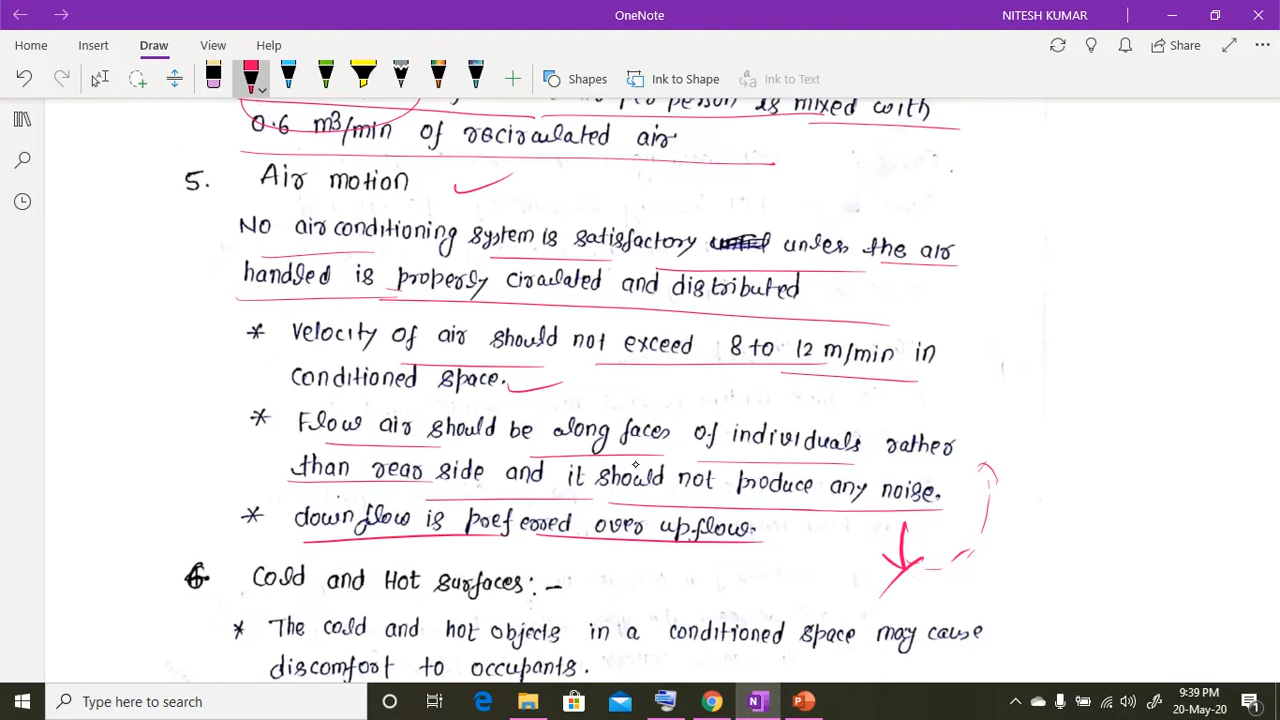 OneNote
NITESH KUMAR
Home Insert Draw View Help
Share
Shapes Ink to Shape Ink to Text
person is mixed with
0.6 m3/min of recirculated air
5. Air motion
No air conditioning system is satisfactory unless the air
handled is properly circulated and distributed
* Velocity of air should not exceed 8 to 12 m/min in
Conditioned space.
* Flow air should be along faces of individuals rather
than rear side and it should not produce any noise.
* down flow is preferred over up flow.
6 Cold and Hot surfaces: -
* The cold and hot objects in a conditioned space may cause
discomfort to occupants.
Type here to search
9:39 PM
20-May-20